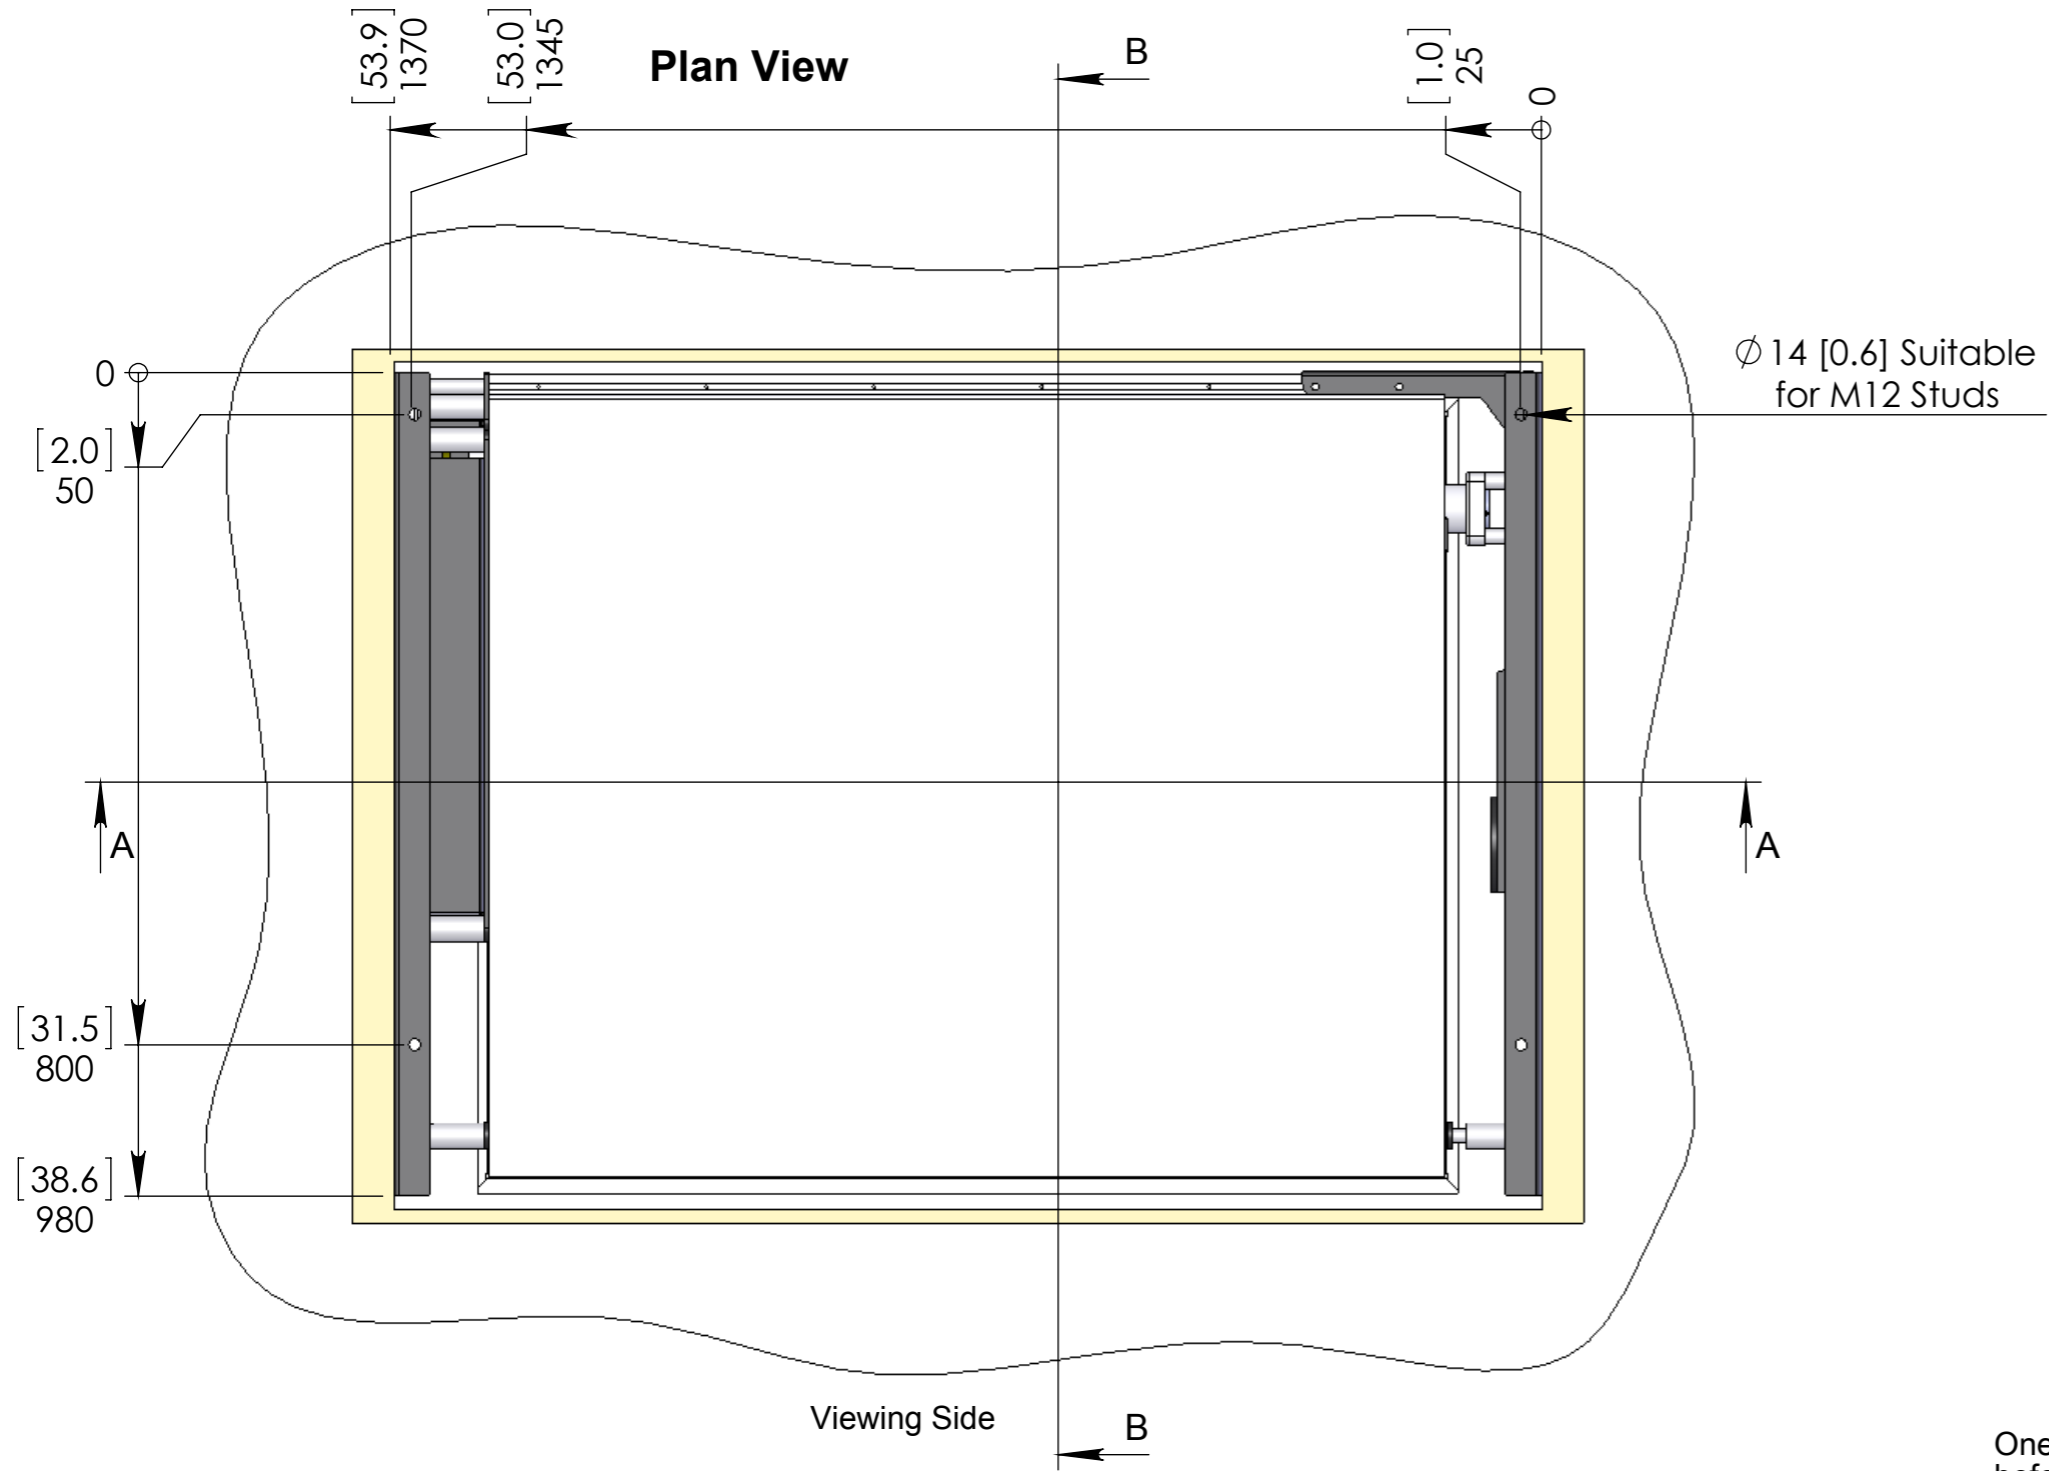 [53.9]
1370
[53.0]
1345
Plan View
B
[1.0]
25
0
0
Ø 14 [0.6] Suitable
for M12 Studs
[2.0]
50
A
A
[31.5]
800
[38.6]
980
Viewing Side
B
One